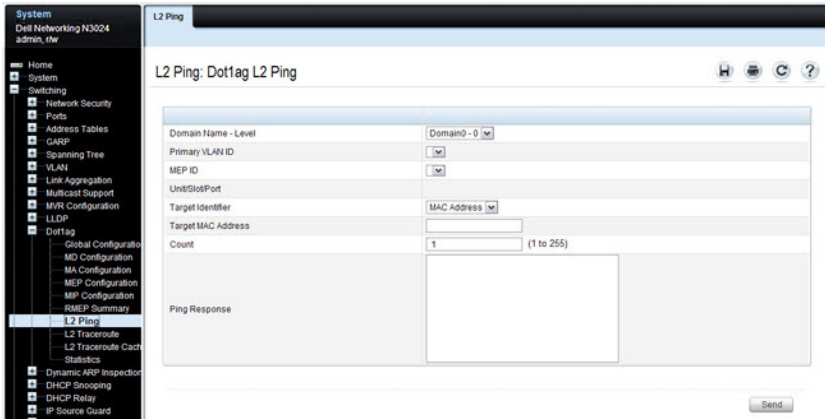 System
Dell Networking N3024
admin, r/w
Home
System
Switching
Network Security
Ports
Address Tables
GARP
Spanning Tree
VLAN
Link Aggregation
Multicast Support
MVR Configuration
LLDP
Dot1ag
Global Configuratio
MD Configuration
MA Configuration
MEP Configuration
MIP Configuration
RMEP Summary
L2 Ping
L2 Traceroute
L2 Traceroute Cach
Statistics
Dynamic ARP Inspection
DHCP Snooping
DHCP Relay
IP Source Guard
L2 Ping
L2 Ping: Dot1ag L2 Ping
Domain Name - Level Domain0 - 0
Primary VLAN ID
MEP ID
Unit/Slot/Port
Target Identifier MAC Address
Target MAC Address
Count 1 (1 to 255)
Ping Response
Send